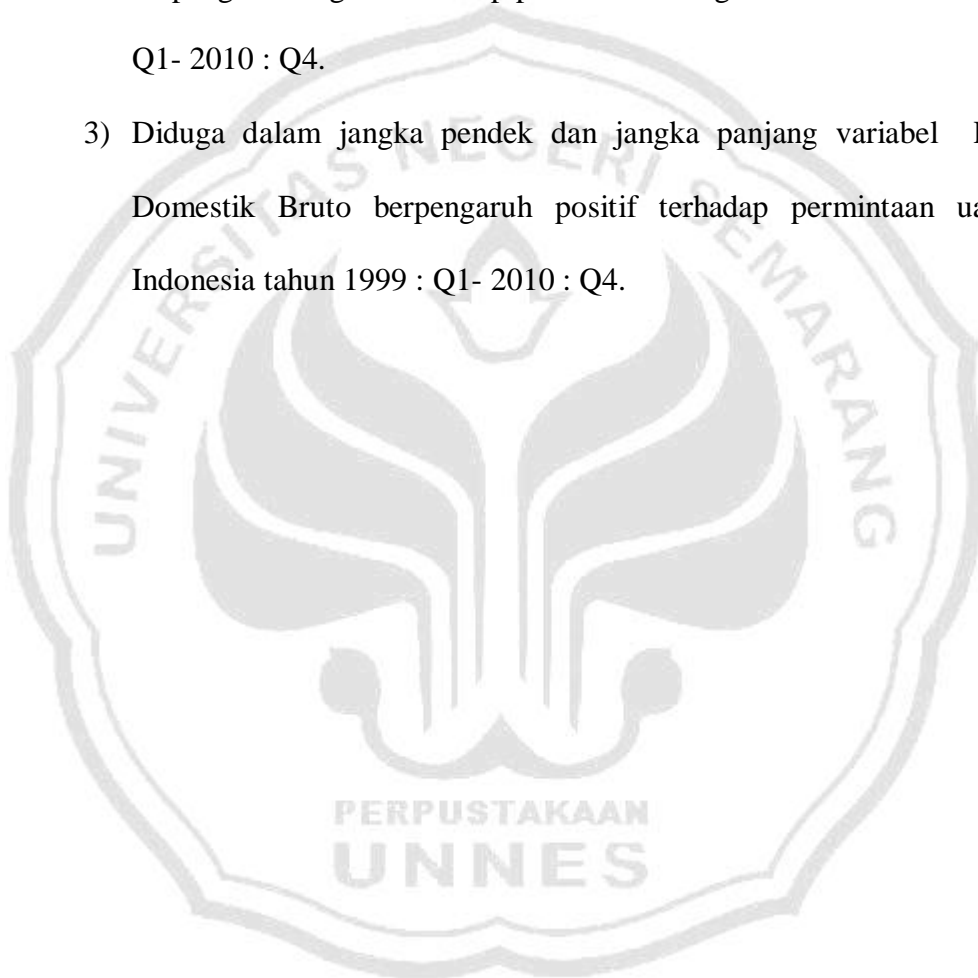 Q1- 2010 : Q4.
3) Diduga dalam jangka pendek dan jangka panjang variabel
Domestik Bruto berpengaruh positif terhadap permintaan
Indonesia tahun 1999 : Q1- 2010 : Q4.
UNIVERSITAS NEGERI SEMARANG
PERPUSTAKAAN
UNNES